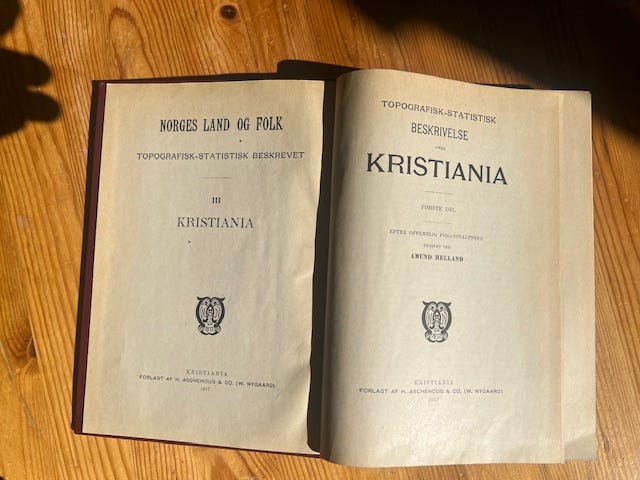 NORGES LAND OG FOLK
TOPOGRAFISK-STATISTISK BESKREVET
III
KRISTIANIA
KRISTIANIA
FORLAGT AF H. ASCHEHOUG & CO. (W. NYGAARD)
1917
TOPOGRAFISK-STATISTISK
BESKRIVELSE
OVER
KRISTIANIA
FØRSTE DEL
EFTER OFFENTLIG FORANSTALTNING
UDGIVET VED
AMUND HELLAND
KRISTIANIA
FORLAGT AF H. ASCHEHOUG & CO. (W. NYGAARD)
1917